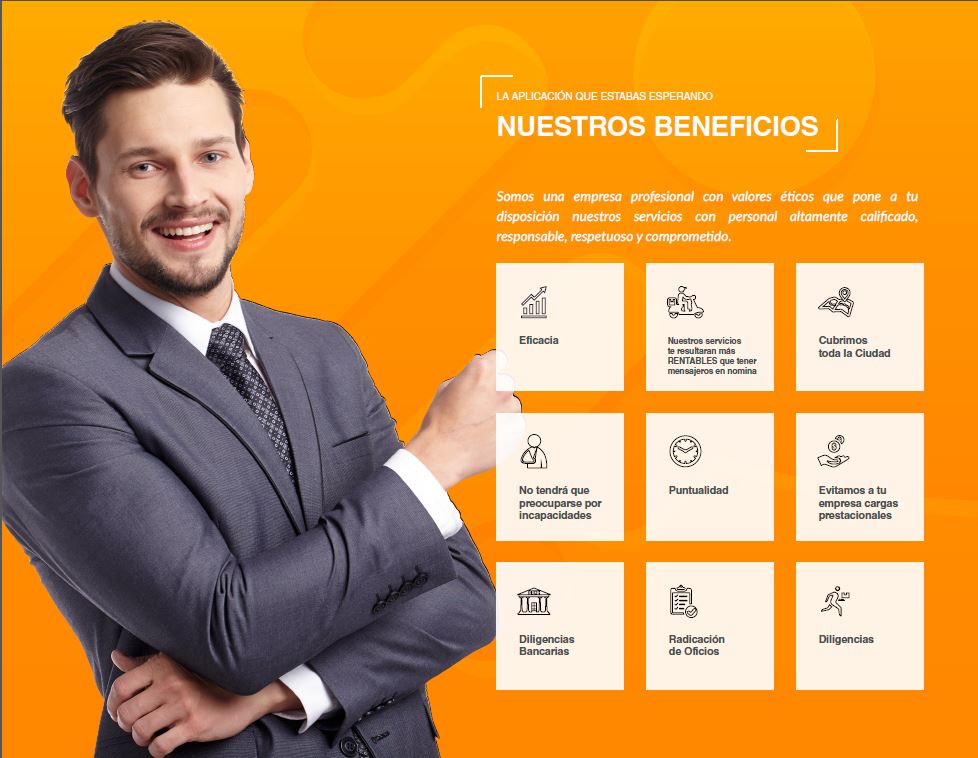 LA APLICACIÓN QUE ESTABAS ESPERANDO
NUESTROS BENEFICIOS
Somos una empresa profesional con valores éticos que pone a tu
disposición nuestros servicios con personal altamente calificado,
responsable, respetuoso y comprometido.
Eficacia
Nuestros servicios
te resultaran más
RENTABLES que tener
mensajeros en nomina
Cubrimos
toda la Ciudad
No tendrá que
preocuparse por
incapacidades
Puntualidad
Evitamos a tu
empresa cargas
prestacionales
Diligencias
Bancarias
Radicación
de Oficios
Diligencias